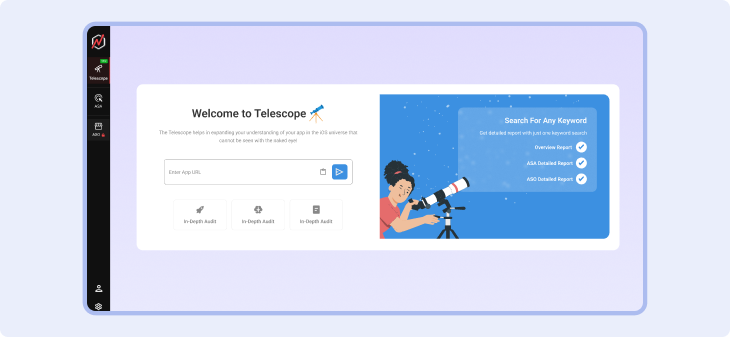 Telescope
ASA
ASO
Welcome to Telescope
The Telescope helps in expanding your understanding of your app in the iOS universe that
cannot be seen with the naked eye!
Enter App URL
In-Depth Audit
In-Depth Audit
In-Depth Audit
Search For Any Keyword
Get detailed report with just one keyword search
Overview Report
ASA Detailed Report
ASO Detailed Report